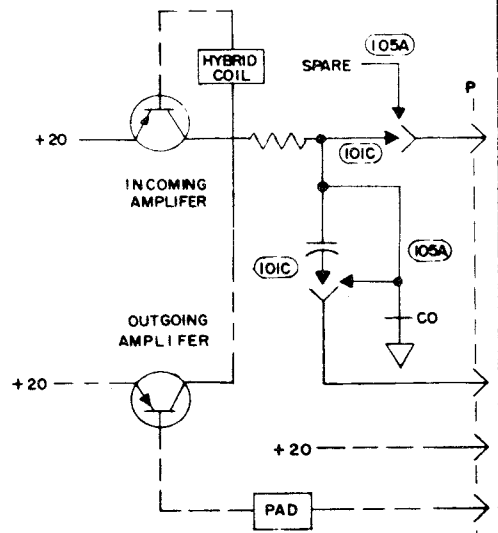 105A
HYBRID
COIL
SPARE
P
+20
101C
INCOMING
AMPLIFER
105A
101C
CO
OUTGOING
AMPLIFER
+20
+20
PAD